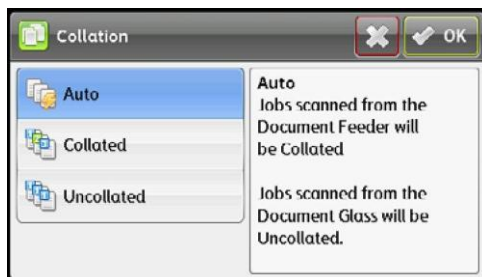 Collation
OK
Auto
Collated
Uncollated
Auto
Jobs scanned from the
Document Feeder will
be Collated
Jobs scanned from the
Document Glass will be
Uncollated.